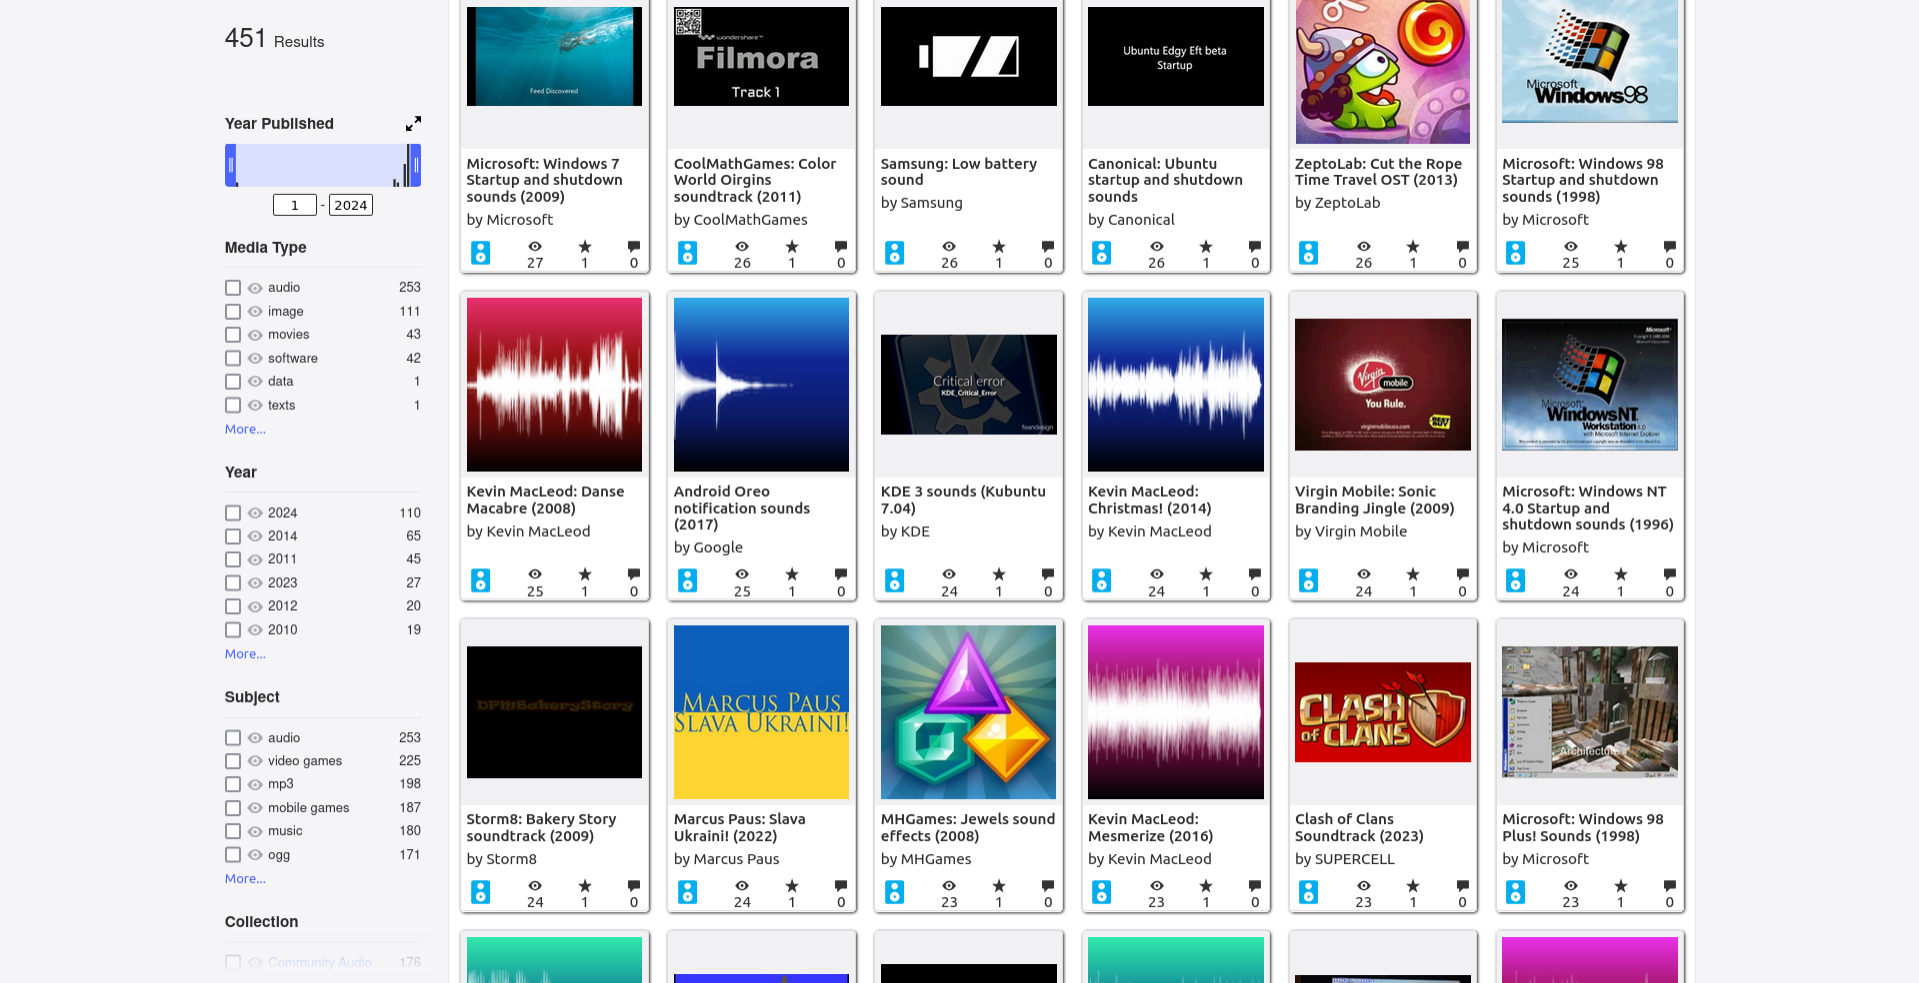 451 Results
Year Published
1 - 2024
Media Type
audio 253
image 111
movies 43
software 42
data 1
texts 1
More...
Year
2024 110
2014 65
2011 45
2023 27
2012 20
2010 19
More...
Subject
audio 253
video games 225
mp3 198
mobile games 187
music 180
ogg 171
More...
Collection
Community Audio 176
Feed Discovered
Microsoft: Windows 7
Startup and shutdown
sounds (2009)
by Microsoft
27 1 0
wondershare
Filmora
Track 1
CoolMathGames: Color
World Oirgins
soundtrack (2011)
by CoolMathGames
26 1 0
Samsung: Low battery
sound
by Samsung
26 1 0
Ubuntu Edgy Eft beta
Startup
Canonical: Ubuntu
startup and shutdown
sounds
by Canonical
26 1 0
ZeptoLab: Cut the Rope
Time Travel OST (2013)
by ZeptoLab
26 1 0
Microsoft
Windows98
Microsoft: Windows 98
Startup and shutdown
sounds (1998)
by Microsoft
25 1 0
Kevin MacLeod: Danse
Macabre (2008)
by Kevin MacLeod
25 1 0
Android Oreo
notification sounds
(2017)
by Google
25 1 0
Critical error
KDE_Critical_Error
feandesign
KDE 3 sounds (Kubuntu
7.04)
by KDE
24 1 0
Kevin MacLeod:
Christmas! (2014)
by Kevin MacLeod
24 1 0
Virgin mobile
You Rule.
virginmobileusa.com
BEST BUY
Virgin Mobile: Sonic
Branding Jingle (2009)
by Virgin Mobile
24 1 0
Microsoft
Microsoft
WindowsNT
Workstation 4.0
with Microsoft Internet Explorer
Microsoft: Windows NT
4.0 Startup and
shutdown sounds (1996)
by Microsoft
24 1 0
DPMBakeryStory
Storm8: Bakery Story
soundtrack (2009)
by Storm8
24 1 0
MARCUS PAUS
SLAVA UKRAINI!
Marcus Paus: Slava
Ukraini! (2022)
by Marcus Paus
24 1 0
MHGames: Jewels sound
effects (2008)
by MHGames
23 1 0
Kevin MacLeod:
Mesmerize (2016)
by Kevin MacLeod
23 1 0
CLASH
OF CLANS
Clash of Clans
Soundtrack (2023)
by SUPERCELL
23 1 0
Architecture
Microsoft: Windows 98
Plus! Sounds (1998)
by Microsoft
23 1 0